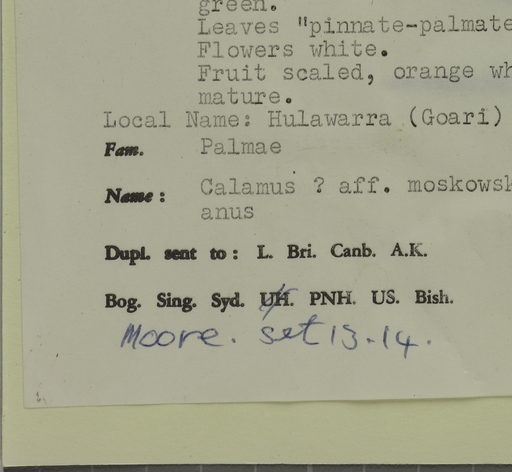 green.
Leaves "pinnate-palmate
Flowers white.
Fruit scaled, orange wh
mature.
Local Name: Hulawarra (Goari)
Fam. Palmae
Name: Calamus ? aff. moskowsk
anus
Dupl. sent to: L. Bri. Canb. A.K.
Bog. Sing. Syd. UH. PNH. US. Bish.
Moore. set 13.14.